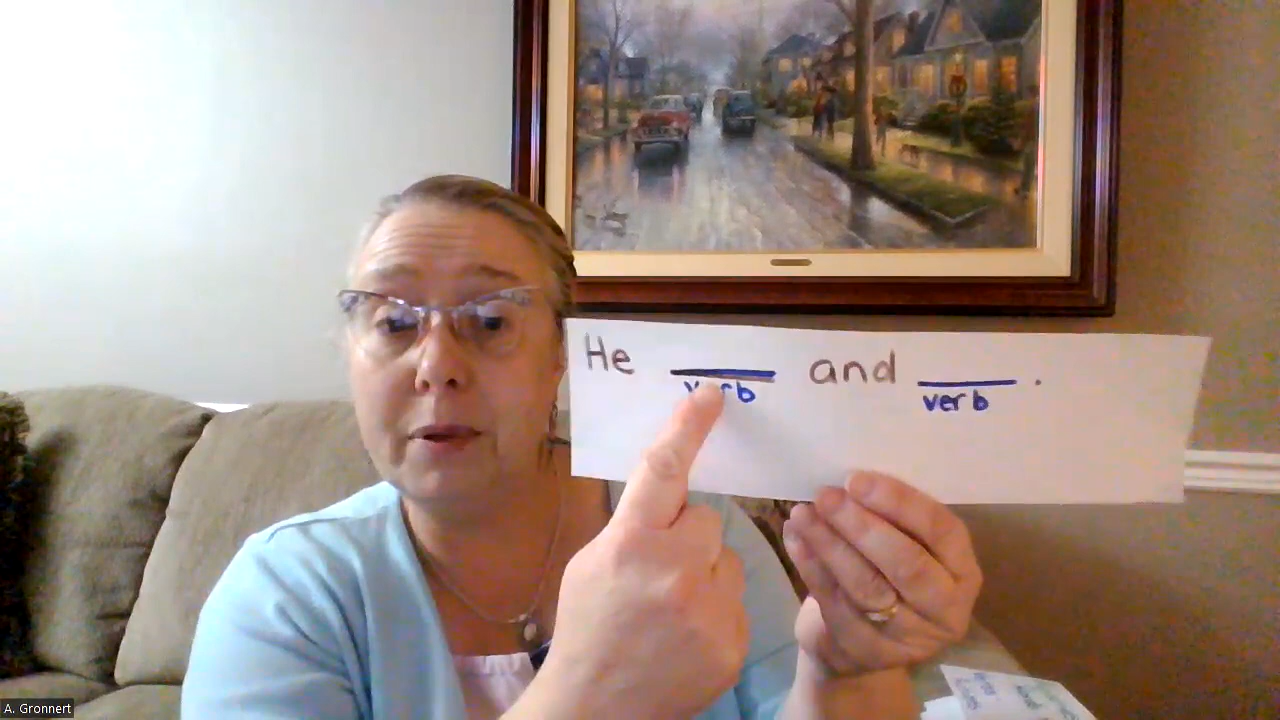 He ____ and ____ .
verb verb
A. Gronnert